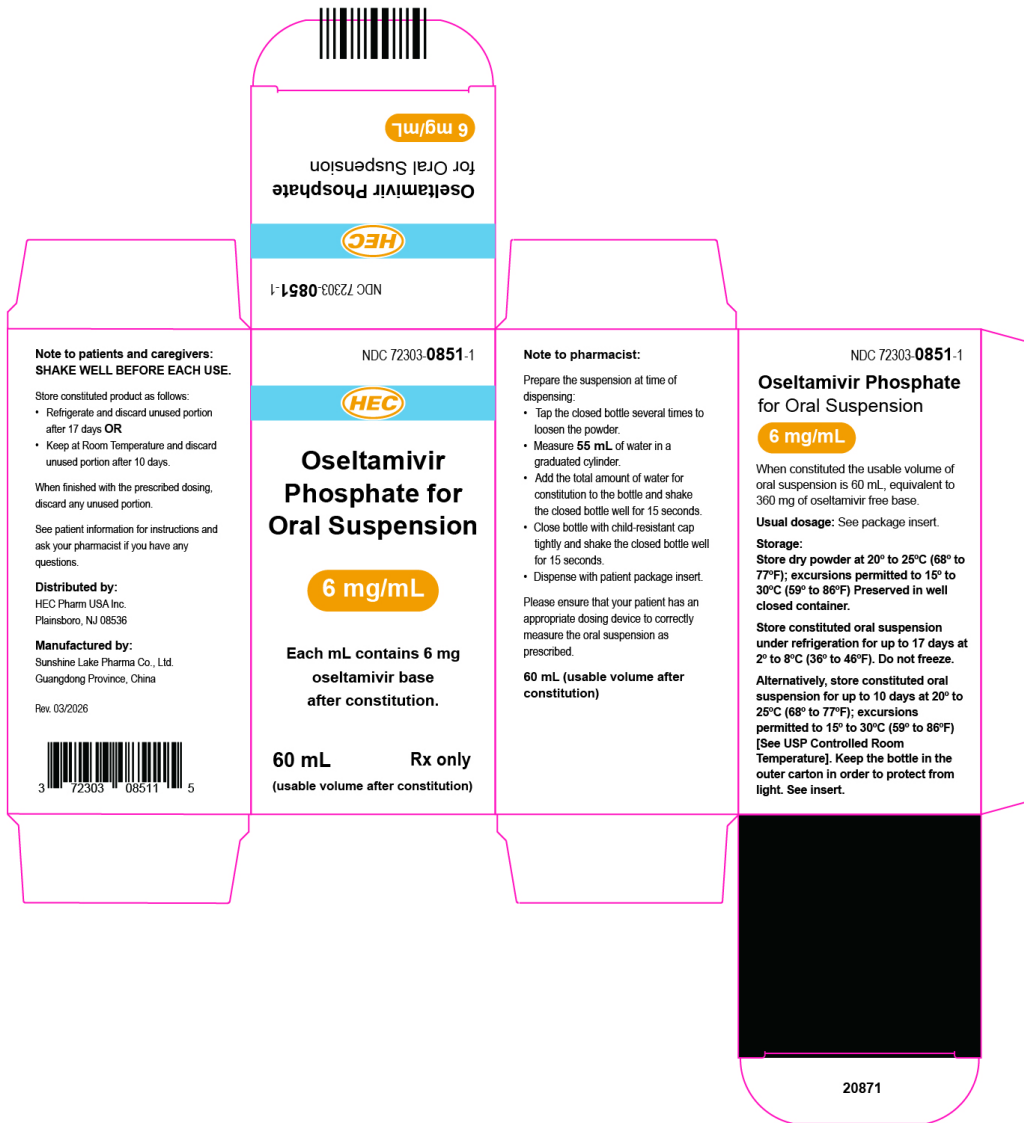 6 mg/mL
for Oral Suspension
Oseltamivir Phosphate
HEC
NDC 72303-0851-1
Note to patients and caregivers:
SHAKE WELL BEFORE EACH USE.
Store constituted product as follows:
• Refrigerate and discard unused portion
after 17 days OR
• Keep at Room Temperature and discard
unused portion after 10 days.
When finished with the prescribed dosing,
discard any unused portion.
See patient information for instructions and
ask your pharmacist if you have any
questions.
Distributed by:
HEC Pharm USA Inc.
Plainsboro, NJ 08536
Manufactured by:
Sunshine Lake Pharma Co., Ltd.
Guangdong Province, China
Rev. 03/2026
3 72303 08511 5
NDC 72303-0851-1
HEC
Oseltamivir
Phosphate for
Oral Suspension
6 mg/mL
Each mL contains 6 mg
oseltamivir base
after constitution.
60 mL Rx only
(usable volume after constitution)
Note to pharmacist:
Prepare the suspension at time of
dispensing:
• Tap the closed bottle several times to
loosen the powder.
• Measure 55 mL of water in a
graduated cylinder.
• Add the total amount of water for
constitution to the bottle and shake
the closed bottle well for 15 seconds.
• Close bottle with child-resistant cap
tightly and shake the closed bottle well
for 15 seconds.
• Dispense with patient package insert.
Please ensure that your patient has an
appropriate dosing device to correctly
measure the oral suspension as
prescribed.
60 mL (usable volume after
constitution)
NDC 72303-0851-1
Oseltamivir Phosphate
for Oral Suspension
6 mg/mL
When constituted the usable volume of
oral suspension is 60 mL, equivalent to
360 mg of oseltamivir free base.
Usual dosage: See package insert.
Storage:
Store dry powder at 20º to 25ºC (68º to
77ºF); excursions permitted to 15º to
30ºC (59º to 86ºF) Preserved in well
closed container.
Store constituted oral suspension
under refrigeration for up to 17 days at
2º to 8ºC (36º to 46ºF). Do not freeze.
Alternatively, store constituted oral
suspension for up to 10 days at 20º to
25ºC (68º to 77ºF); excursions
permitted to 15º to 30ºC (59º to 86ºF)
[See USP Controlled Room
Temperature]. Keep the bottle in the
outer carton in order to protect from
light. See insert.
20871